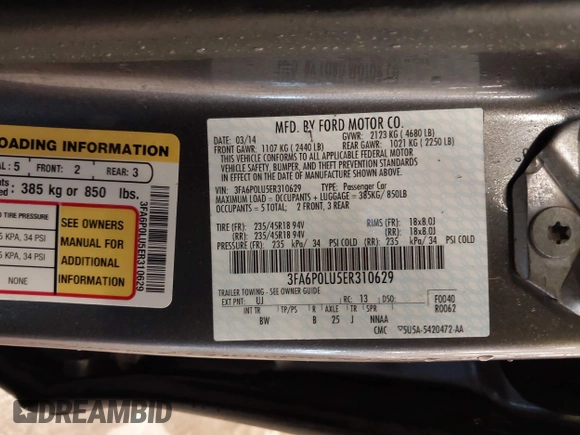 OADING INFORMATION
AL: 5 FRONT: 2 REAR: 3
: 385 kg or 850 lbs.
TIRE PRESSURE
KPA, 34 PSI
KPA, 34 PSI
NONE
SEE OWNERS
MANUAL FOR
ADDITIONAL
INFORMATION
3FA6P0LU5ER310629
MFD. BY FORD MOTOR CO.
03/14 GVWR: 2123 KG ( 4680 LB)
FRONT GAWR: 1107 KG ( 2440 LB) REAR GAWR: 1021 KG ( 2250 LB)
THIS VEHICLE CONFORMS TO ALL APPLICABLE FEDERAL MOTOR
VEHICLE SAFETY, BUMPER, AND THEFT PREVENTION STANDARDS
IN EFFECT ON THE DATE OF MANUFACTURE SHOWN ABOVE.
VIN: 3FA6P0LU5ER310629 TYPE: Passenger Car
MAXIMUM LOAD = OCCUPANTS + LUGGAGE = 385KG/ 850LB
OCCUPANTS = 5 TOTAL; 2 FRONT, 3 REAR
TIRE (FR): 235/45R18 94V RIMS (FR): 18x8.0J
(RR): 235/45R18 94V (RR): 18x8.0J
PRESSURE (FR): 235 kPa/ 34 PSI COLD (RR): 235 kPa/ 34 PSI COLD
3FA6P0LU5ER310629
TRAILER TOWING - SEE OWNER GUIDE
EXT PNT: UJ RC: 13 DSO: F0040
INT TR TP/PS R AXLE TR SPR R0062
BW B 25 J NNAA
CMC 5U5A-5420472-AA
DREAMBID